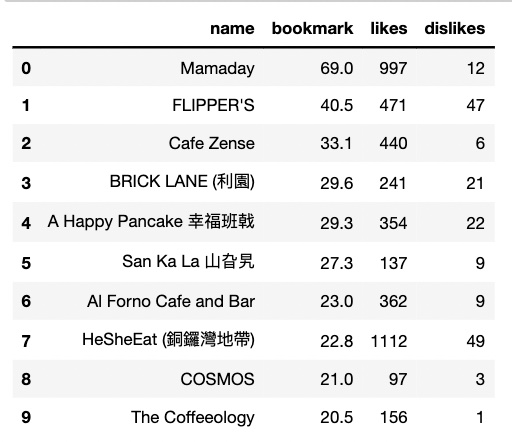 name bookmark likes dislikes
0 Mamaday 69.0 997 12
1 FLIPPER'S 40.5 471 47
2 Cafe Zense 33.1 440 6
3 BRICK LANE (利園) 29.6 241 21
4 A Happy Pancake 幸福班戟 29.3 354 22
5 San Ka La 山旮旯 27.3 137 9
6 Al Forno Cafe and Bar 23.0 362 9
7 HeSheEat (銅鑼灣地帶) 22.8 1112 49
8 COSMOS 21.0 97 3
9 The Coffeeology 20.5 156 1